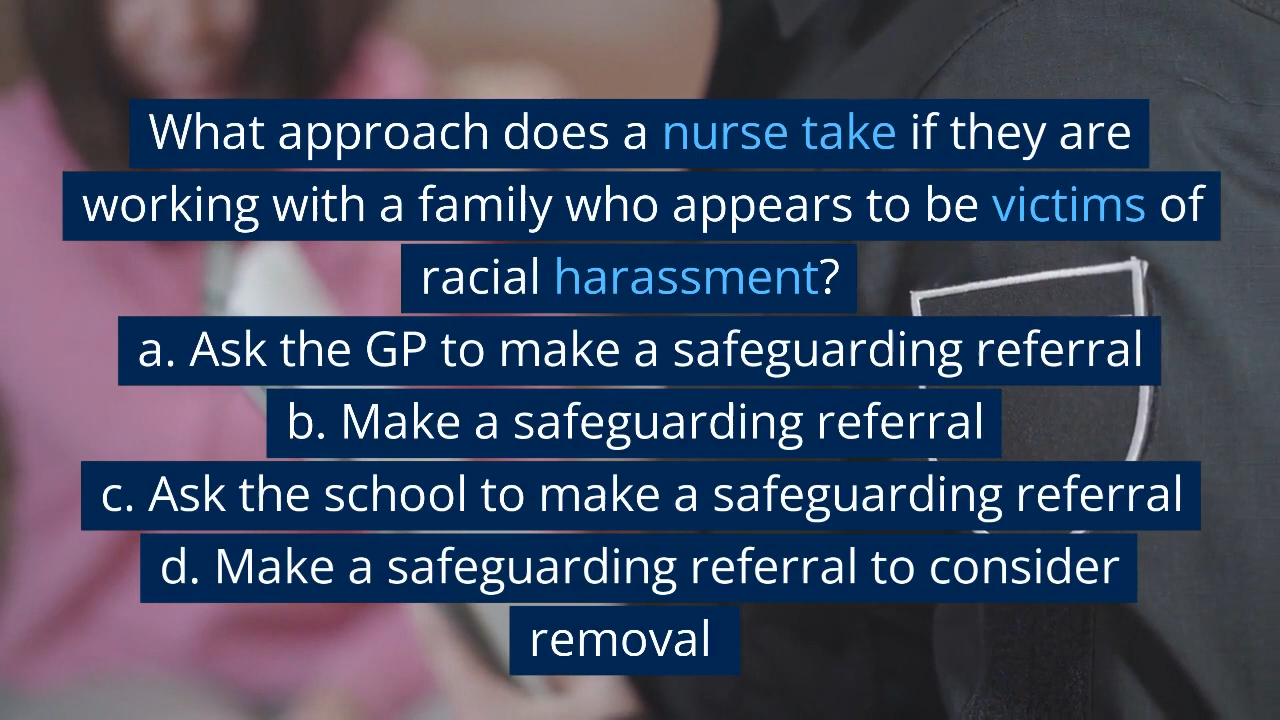 What approach does a nurse take if they are
working with a family who appears to be victims of
racial harassment?
a. Ask the GP to make a safeguarding referral
b. Make a safeguarding referral
c. Ask the school to make a safeguarding referral
d. Make a safeguarding referral to consider
removal